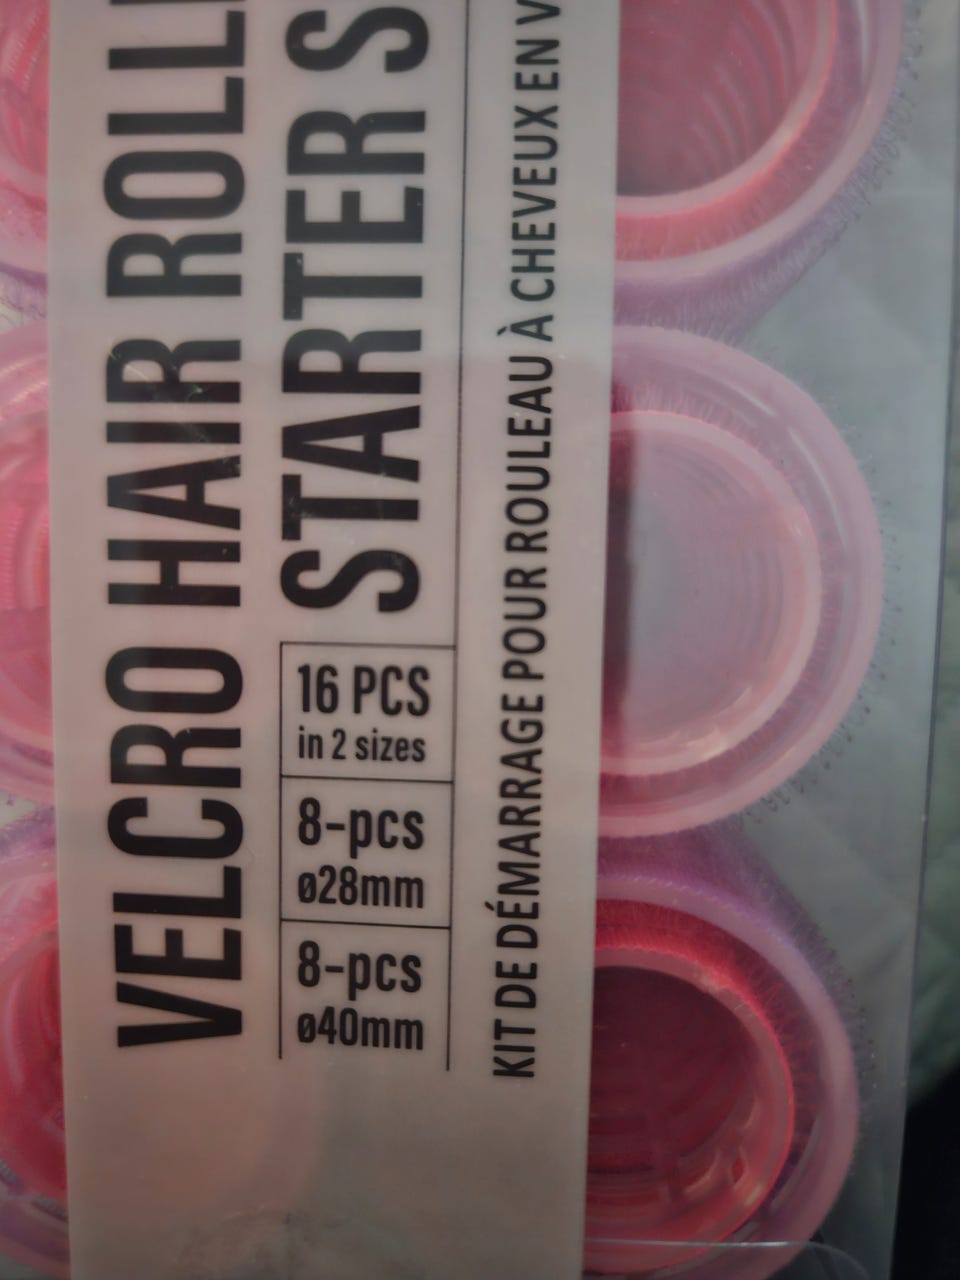 VELCRO HAIR ROLL
STARTER S
16 PCS
in 2 sizes
8-pcs
ø28mm
8-pcs
ø40mm
KIT DE DÉMARRAGE POUR ROULEAU À CHEVEUX EN V